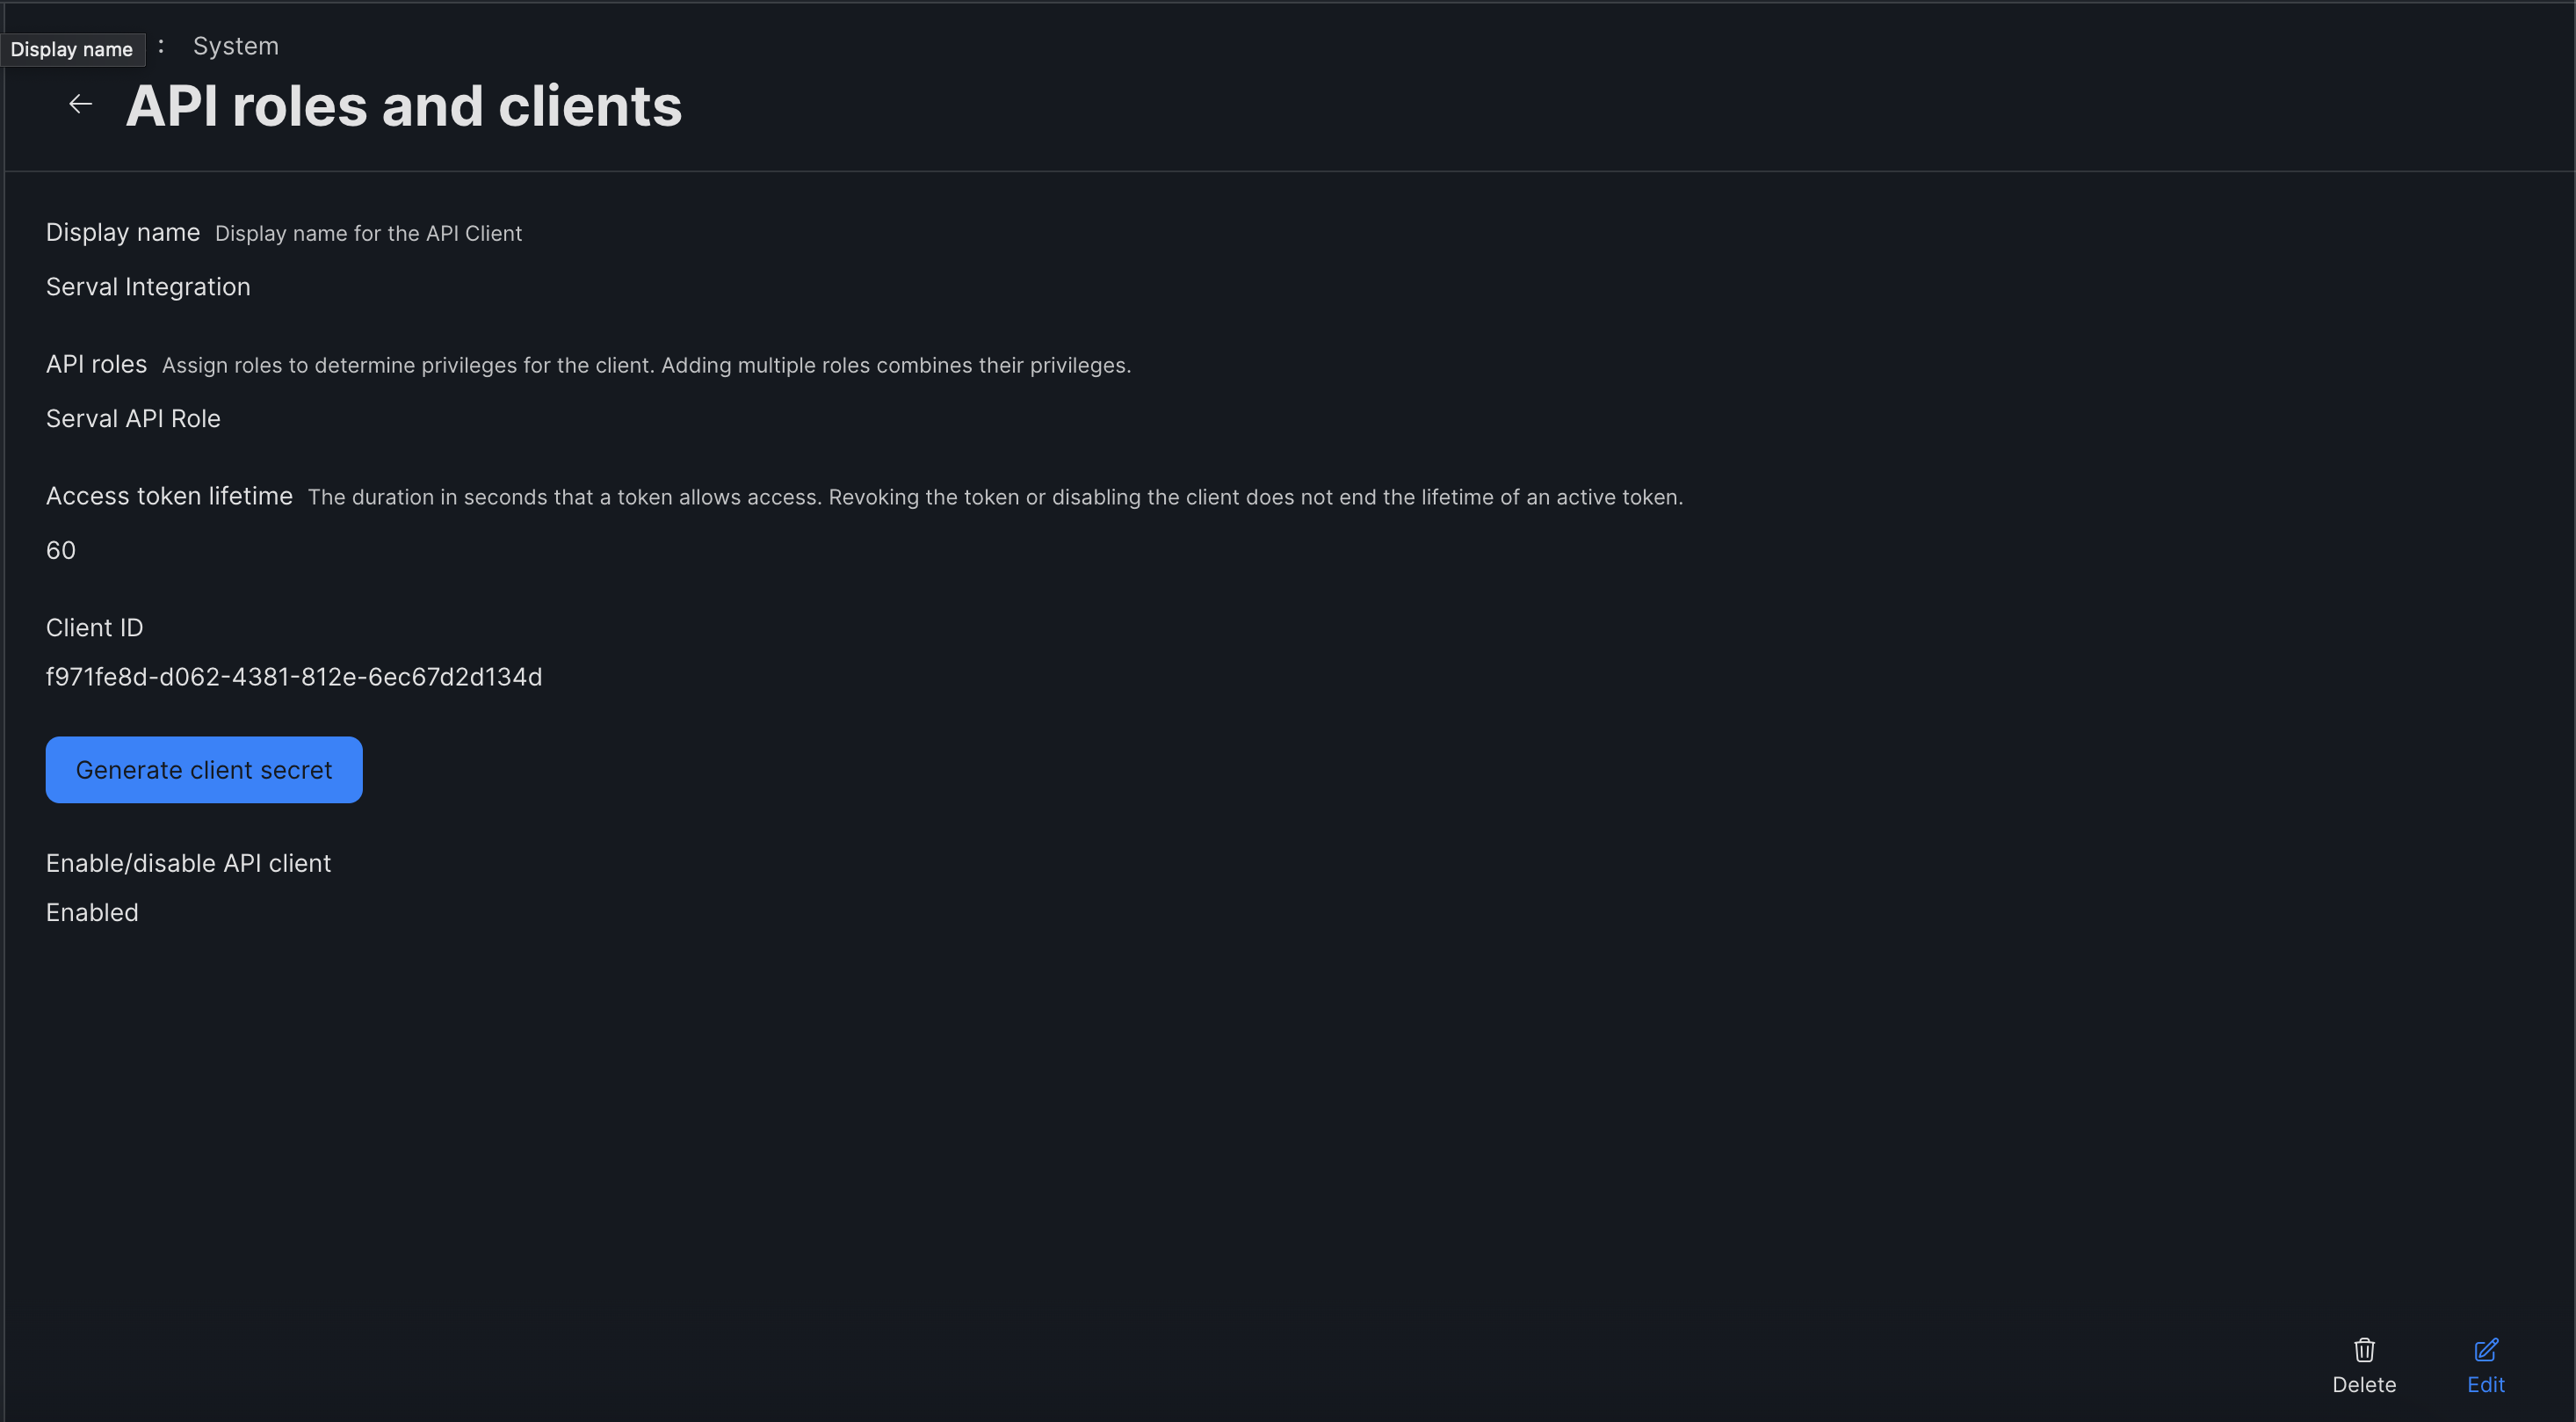 Display name : System
API roles and clients
Display name Display name for the API Client
Serval Integration
API roles Assign roles to determine privileges for the client. Adding multiple roles combines their privileges.
Serval API Role
Access token lifetime The duration in seconds that a token allows access. Revoking the token or disabling the client does not end the lifetime of an active token.
60
Client ID
f971fe8d-d062-4381-812e-6ec67d2d134d
Generate client secret
Enable/disable API client
Enabled
Delete Edit